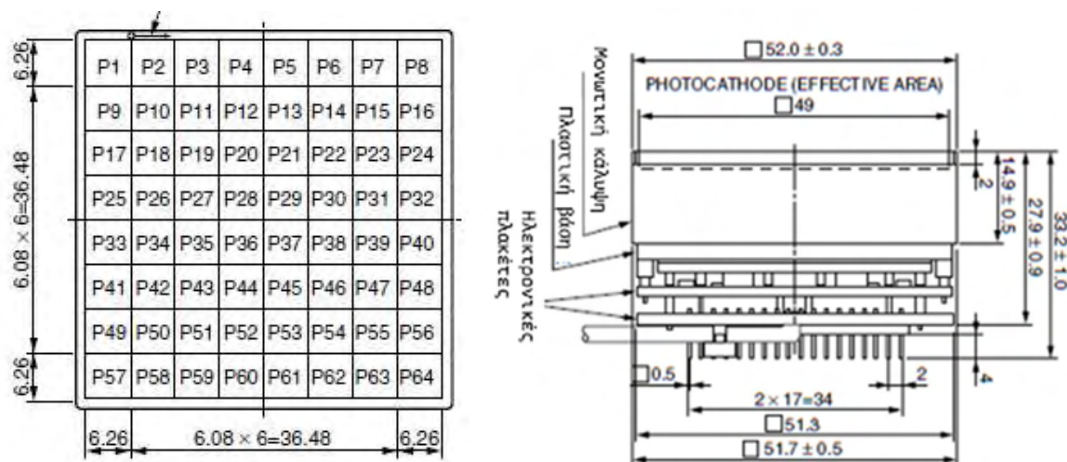 6.26
6.08 × 6=36.48
6.26
P1 P2 P3 P4 P5 P6 P7 P8
P9 P10 P11 P12 P13 P14 P15 P16
P17 P18 P19 P20 P21 P22 P23 P24
P25 P26 P27 P28 P29 P30 P31 P32
P33 P34 P35 P36 P37 P38 P39 P40
P41 P42 P43 P44 P45 P46 P47 P48
P49 P50 P51 P52 P53 P54 P55 P56
P57 P58 P59 P60 P61 P62 P63 P64
6.26 6.08 × 6=36.48 6.26
52.0 ± 0.3
PHOTOCATHODE (EFFECTIVE AREA)
49
Μονωτική κάλυψη
Πλαστική βάση
Ηλεκτρονικές
πλακέτες
2
14.9 ± 0.5
27.9 ± 0.9
33.2 ± 1.0
0.5
2
4
2 × 17=34
51.3
51.7 ± 0.5